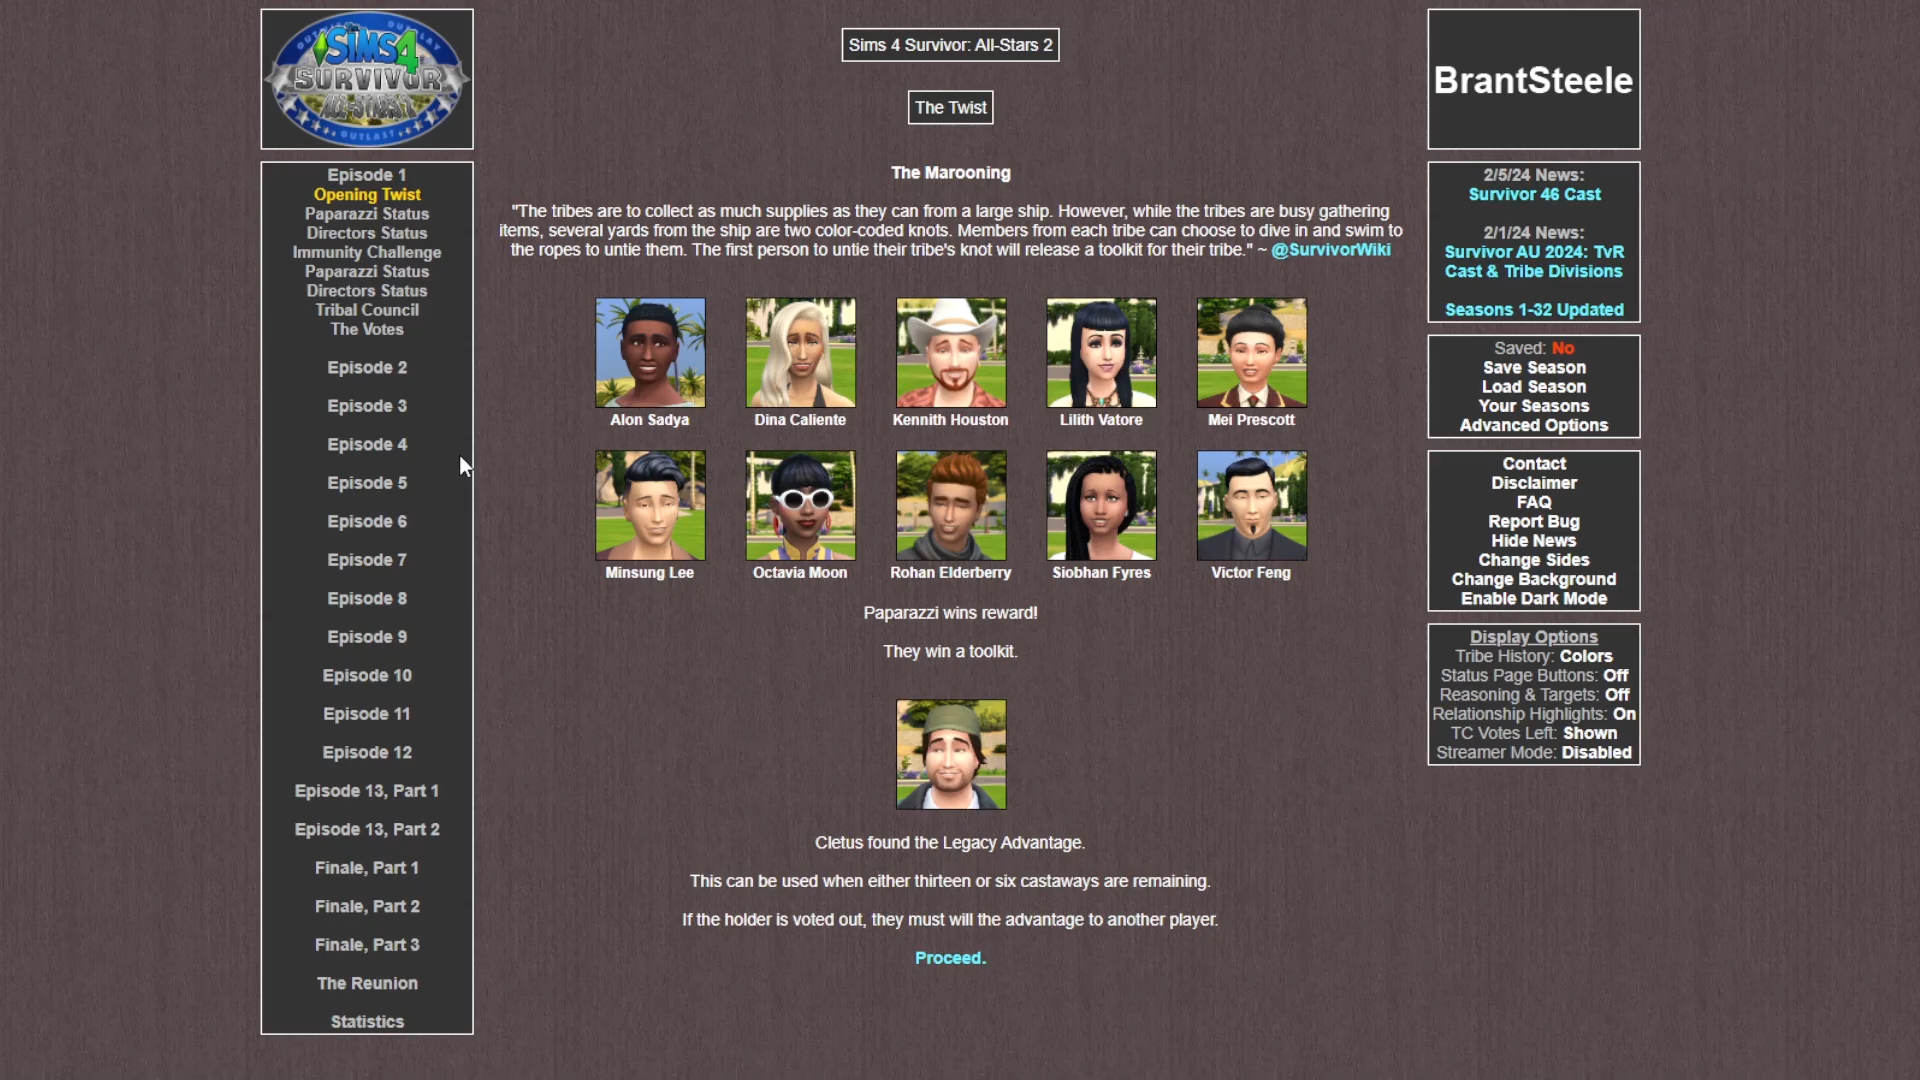 OUTWIT OUTPLAY
The SIMS 4
SURVIVOR
ALL-STARS 2
OUTLAST
Episode 1
Opening Twist
Paparazzi Status
Directors Status
Immunity Challenge
Paparazzi Status
Directors Status
Tribal Council
The Votes
Episode 2
Episode 3
Episode 4
Episode 5
Episode 6
Episode 7
Episode 8
Episode 9
Episode 10
Episode 11
Episode 12
Episode 13, Part 1
Episode 13, Part 2
Finale, Part 1
Finale, Part 2
Finale, Part 3
The Reunion
Statistics
Sims 4 Survivor: All-Stars 2
The Twist
The Marooning
"The tribes are to collect as much supplies as they can from a large ship. However, while the tribes are busy gathering
items, several yards from the ship are two color-coded knots. Members from each tribe can choose to dive in and swim to
the ropes to untie them. The first person to untie their tribe's knot will release a toolkit for their tribe." ~ @SurvivorWiki
Alon Sadya Dina Caliente Kennith Houston Lilith Vatore Mei Prescott
Minsung Lee Octavia Moon Rohan Elderberry Siobhan Fyres Victor Feng
Paparazzi wins reward!
They win a toolkit.
Cletus found the Legacy Advantage.
This can be used when either thirteen or six castaways are remaining.
If the holder is voted out, they must will the advantage to another player.
Proceed.
BrantSteele
2/5/24 News:
Survivor 46 Cast
2/1/24 News:
Survivor AU 2024: TvR
Cast & Tribe Divisions
Seasons 1-32 Updated
Saved: No
Save Season
Load Season
Your Seasons
Advanced Options
Contact
Disclaimer
FAQ
Report Bug
Hide News
Change Sides
Change Background
Enable Dark Mode
Display Options
Tribe History: Colors
Status Page Buttons: Off
Reasoning & Targets: Off
Relationship Highlights: On
TC Votes Left: Shown
Streamer Mode: Disabled